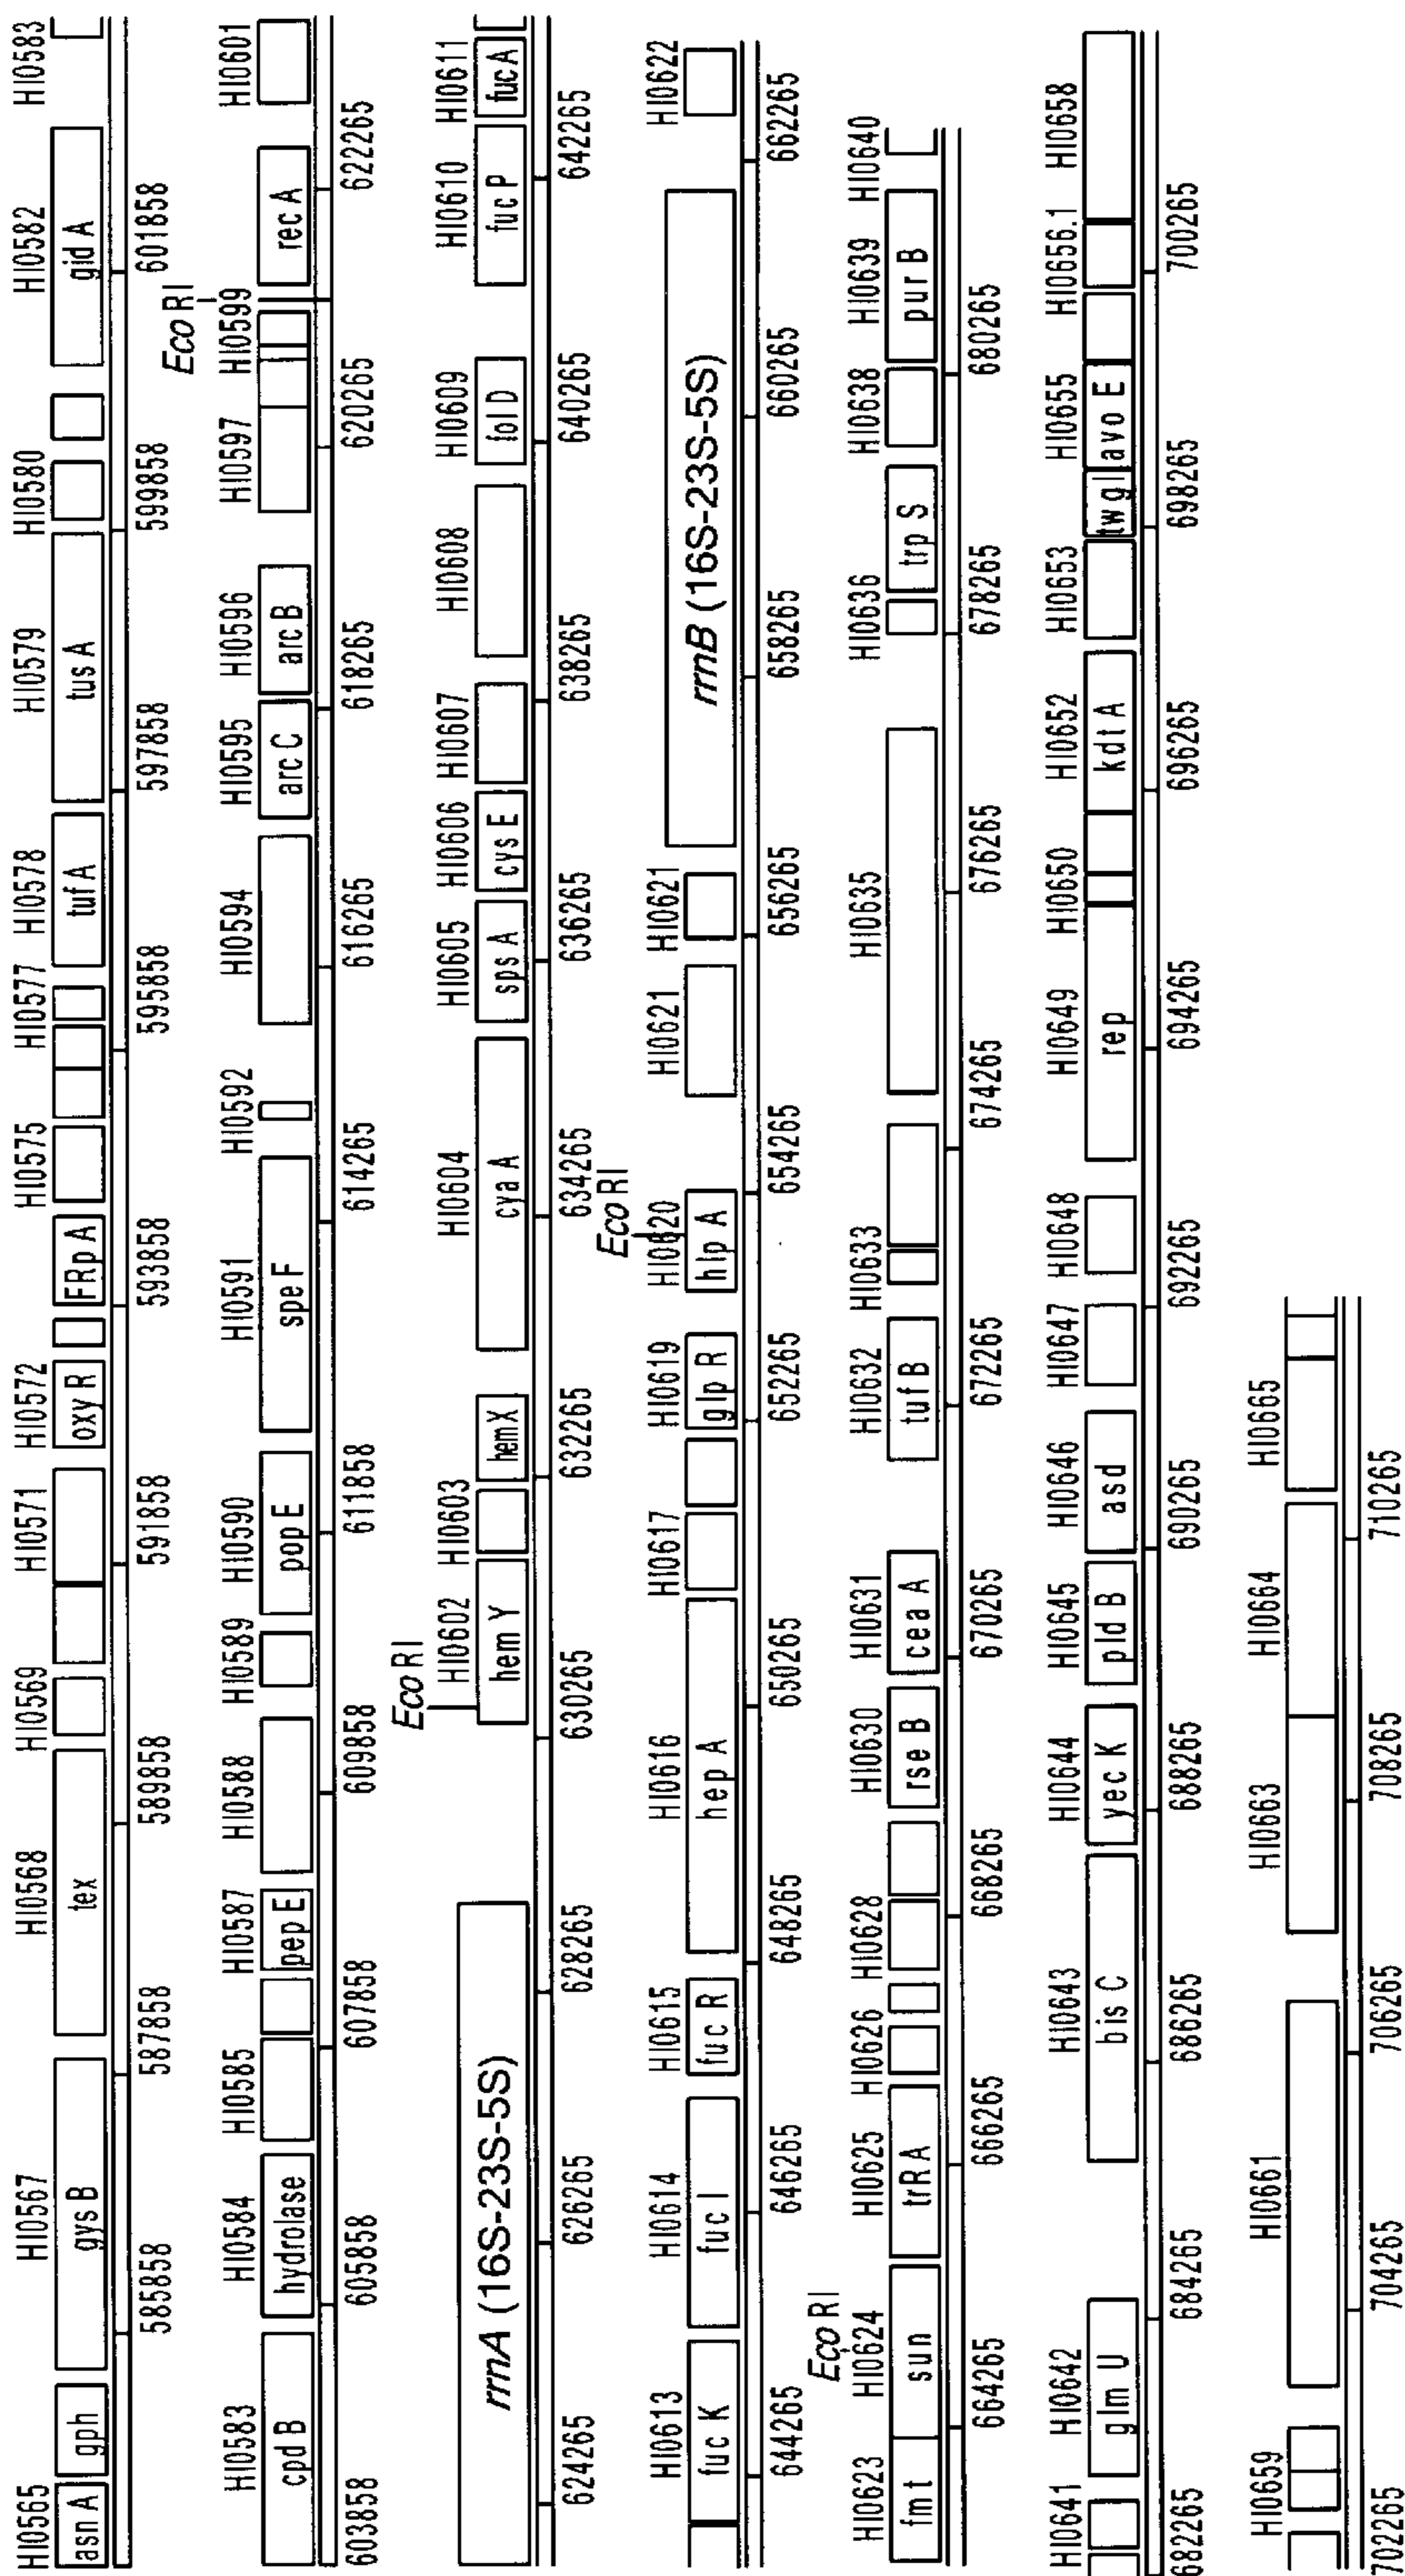 HI0565 HI0567 HI0568 HI0569 HI0571 HI0572 HI0575 HI0577 HI0578 HI0579 HI0580 HI0582 HI0583
asn A gph gys B tex oxy R FRp A tuf A tus A gid A
585858 587858 589858 591858 593858 595858 597858 599858 601858
Eco RI
HI0583 HI0584 HI0585 HI0587 HI0588 HI0589 HI0590 HI0591 HI0592 HI0594 HI0595 HI0596 HI0597 HI0599 HI0601
cpd B hydrolase pep E pop E spe F arc C arc B rec A
603858 605858 607858 609858 611858 614265 616265 618265 620265 622265
Eco RI
HI0602 HI0603 HI0604 HI0605 HI0606 HI0607 HI0608 HI0609 HI0610 HI0611
rrnA (16S-23S-5S) hem Y hem X cya A sps A cys E fol D fuc P fuc A
624265 626265 628265 630265 632265 634265 636265 638265 640265 642265
Eco RI
HI0613 HI0614 HI0615 HI0616 HI0617 HI0619 HI0620 HI0621 HI0621 HI0622
fuc K fuc I fuc R hep A glp R hlp A rrnB (16S-23S-5S)
644265 646265 648265 650265 652265 654265 656265 658265 660265 662265
Eco RI
HI0623 HI0624 HI0625 HI0626 HI0628 HI0630 HI0631 HI0632 HI0633 HI0635 HI0636 HI0638 HI0639 HI0640
fmt sun trR A rse B cea A tuf B trp S pur B
664265 666265 668265 670265 672265 674265 676265 678265 680265
HI0641 HI0642 HI0643 HI0644 HI0645 HI0646 HI0647 HI0648 HI0649 HI0650 HI0652 HI0653 HI0655 HI0656.1 HI0658
glm U bis C yec K pld B asd rep kdt A twgl avo E
682265 684265 686265 688265 690265 692265 694265 696265 698265 700265
HI0659 HI0661 HI0663 HI0664 HI0665
702265 704265 706265 708265 710265